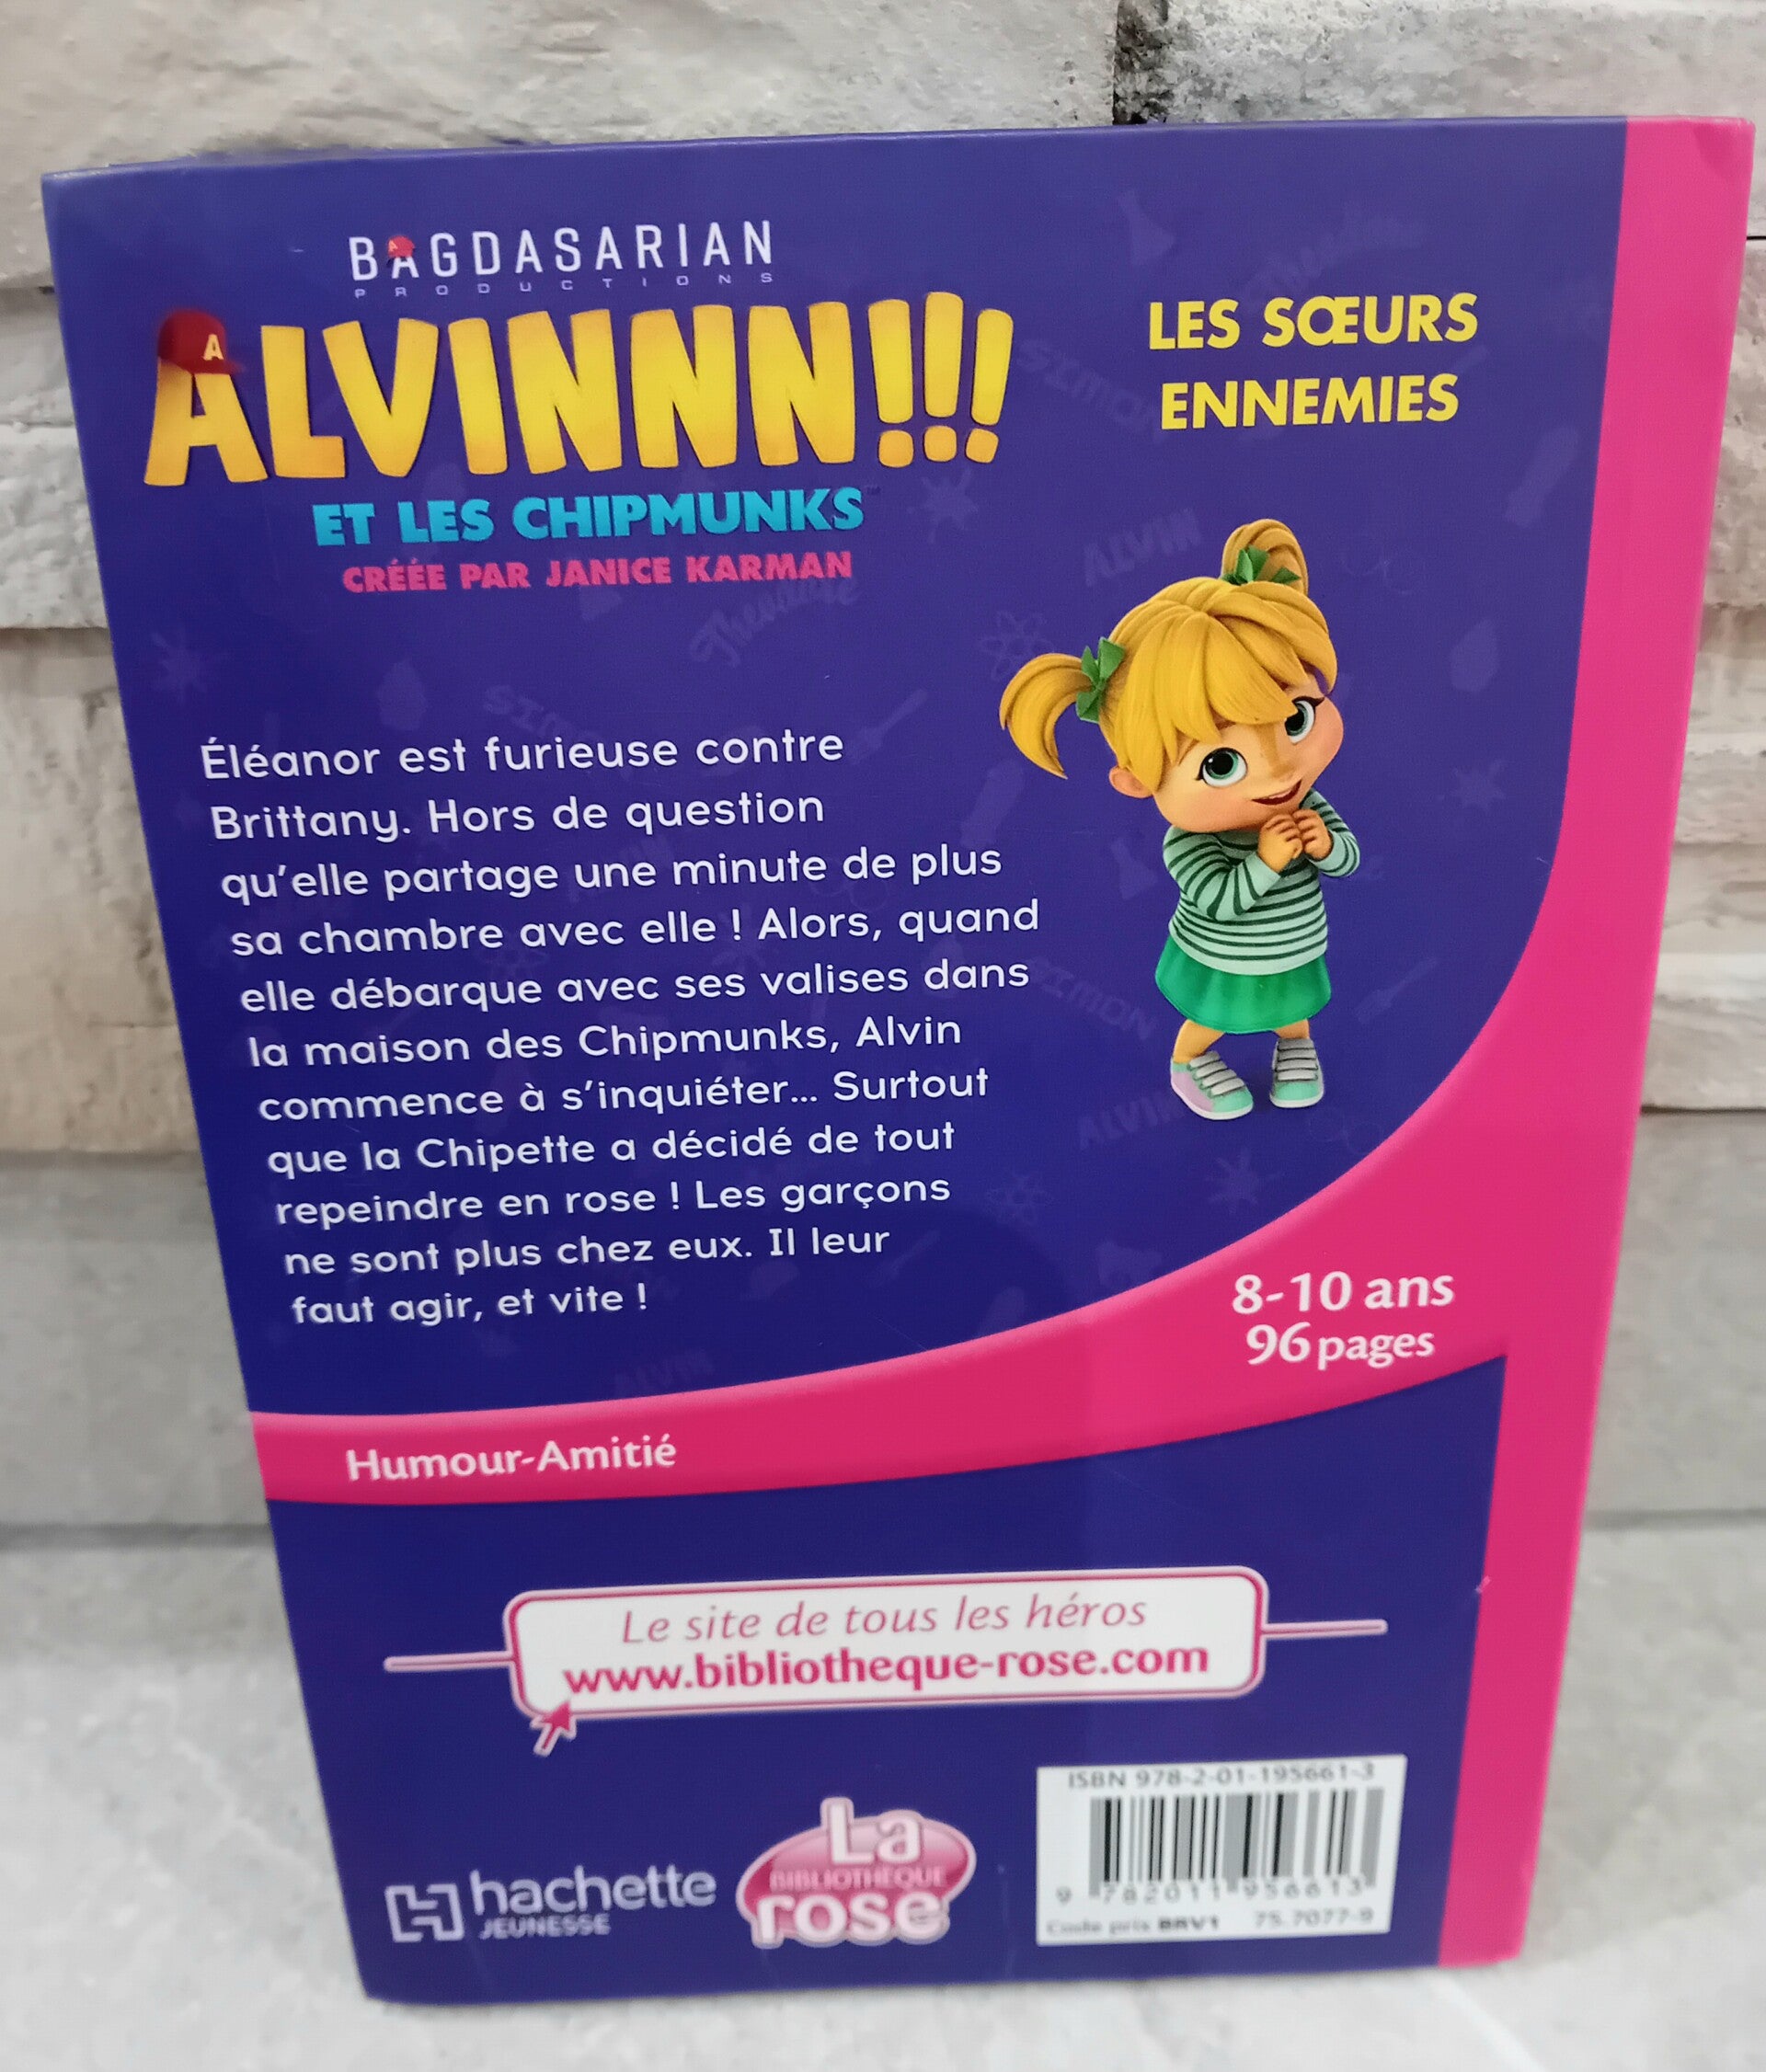 BAGDASARIAN
PRODUCTIONS
ALVINNN!!!
ET LES CHIPMUNKS™
CRÉÉE PAR JANICE KARMAN
LES SŒURS
ENNEMIES
Éléanor est furieuse contre
Brittany. Hors de question
qu'elle partage une minute de plus
sa chambre avec elle ! Alors, quand
elle débarque avec ses valises dans
la maison des Chipmunks, Alvin
commence à s'inquiéter... Surtout
que la Chipette a décidé de tout
repeindre en rose ! Les garçons
ne sont plus chez eux. Il leur
faut agir, et vite !
8-10 ans
96 pages
Humour-Amitié
Le site de tous les héros
www.bibliotheque-rose.com
hachette
JEUNESSE
La
BIBLIOTHÈQUE
rose
ISBN 978-2-01-195661-3
9 782011 956613
Code prix BRV1 75.7077-9